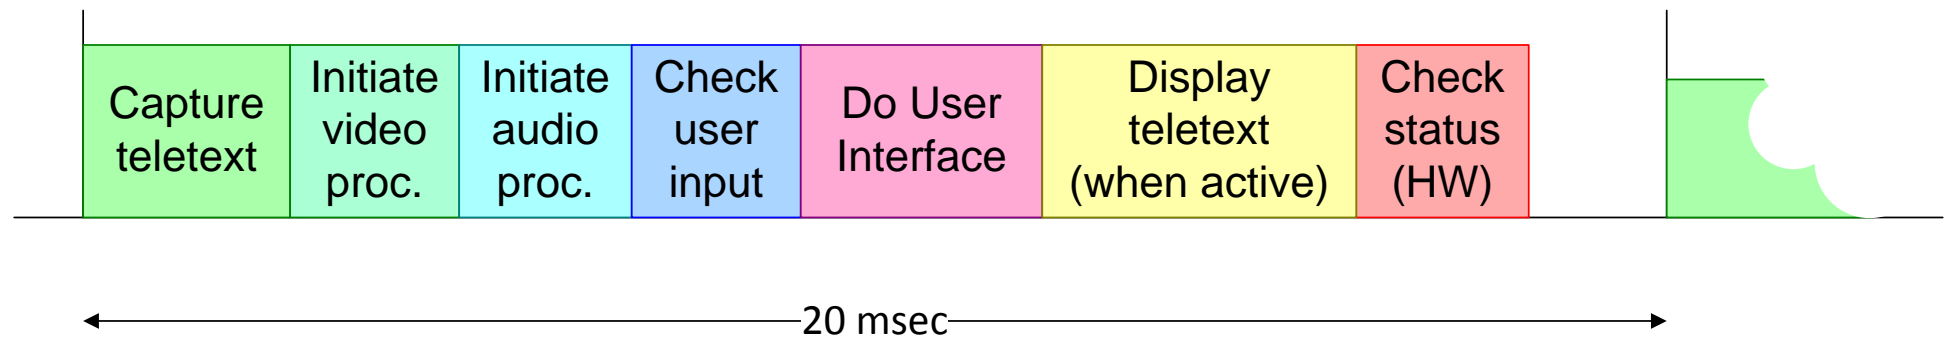 Capture
teletext
Initiate
video
proc.
Initiate
audio
proc.
Check
user
input
Do User
Interface
Display
teletext
(when active)
Check
status
(HW)
20 msec